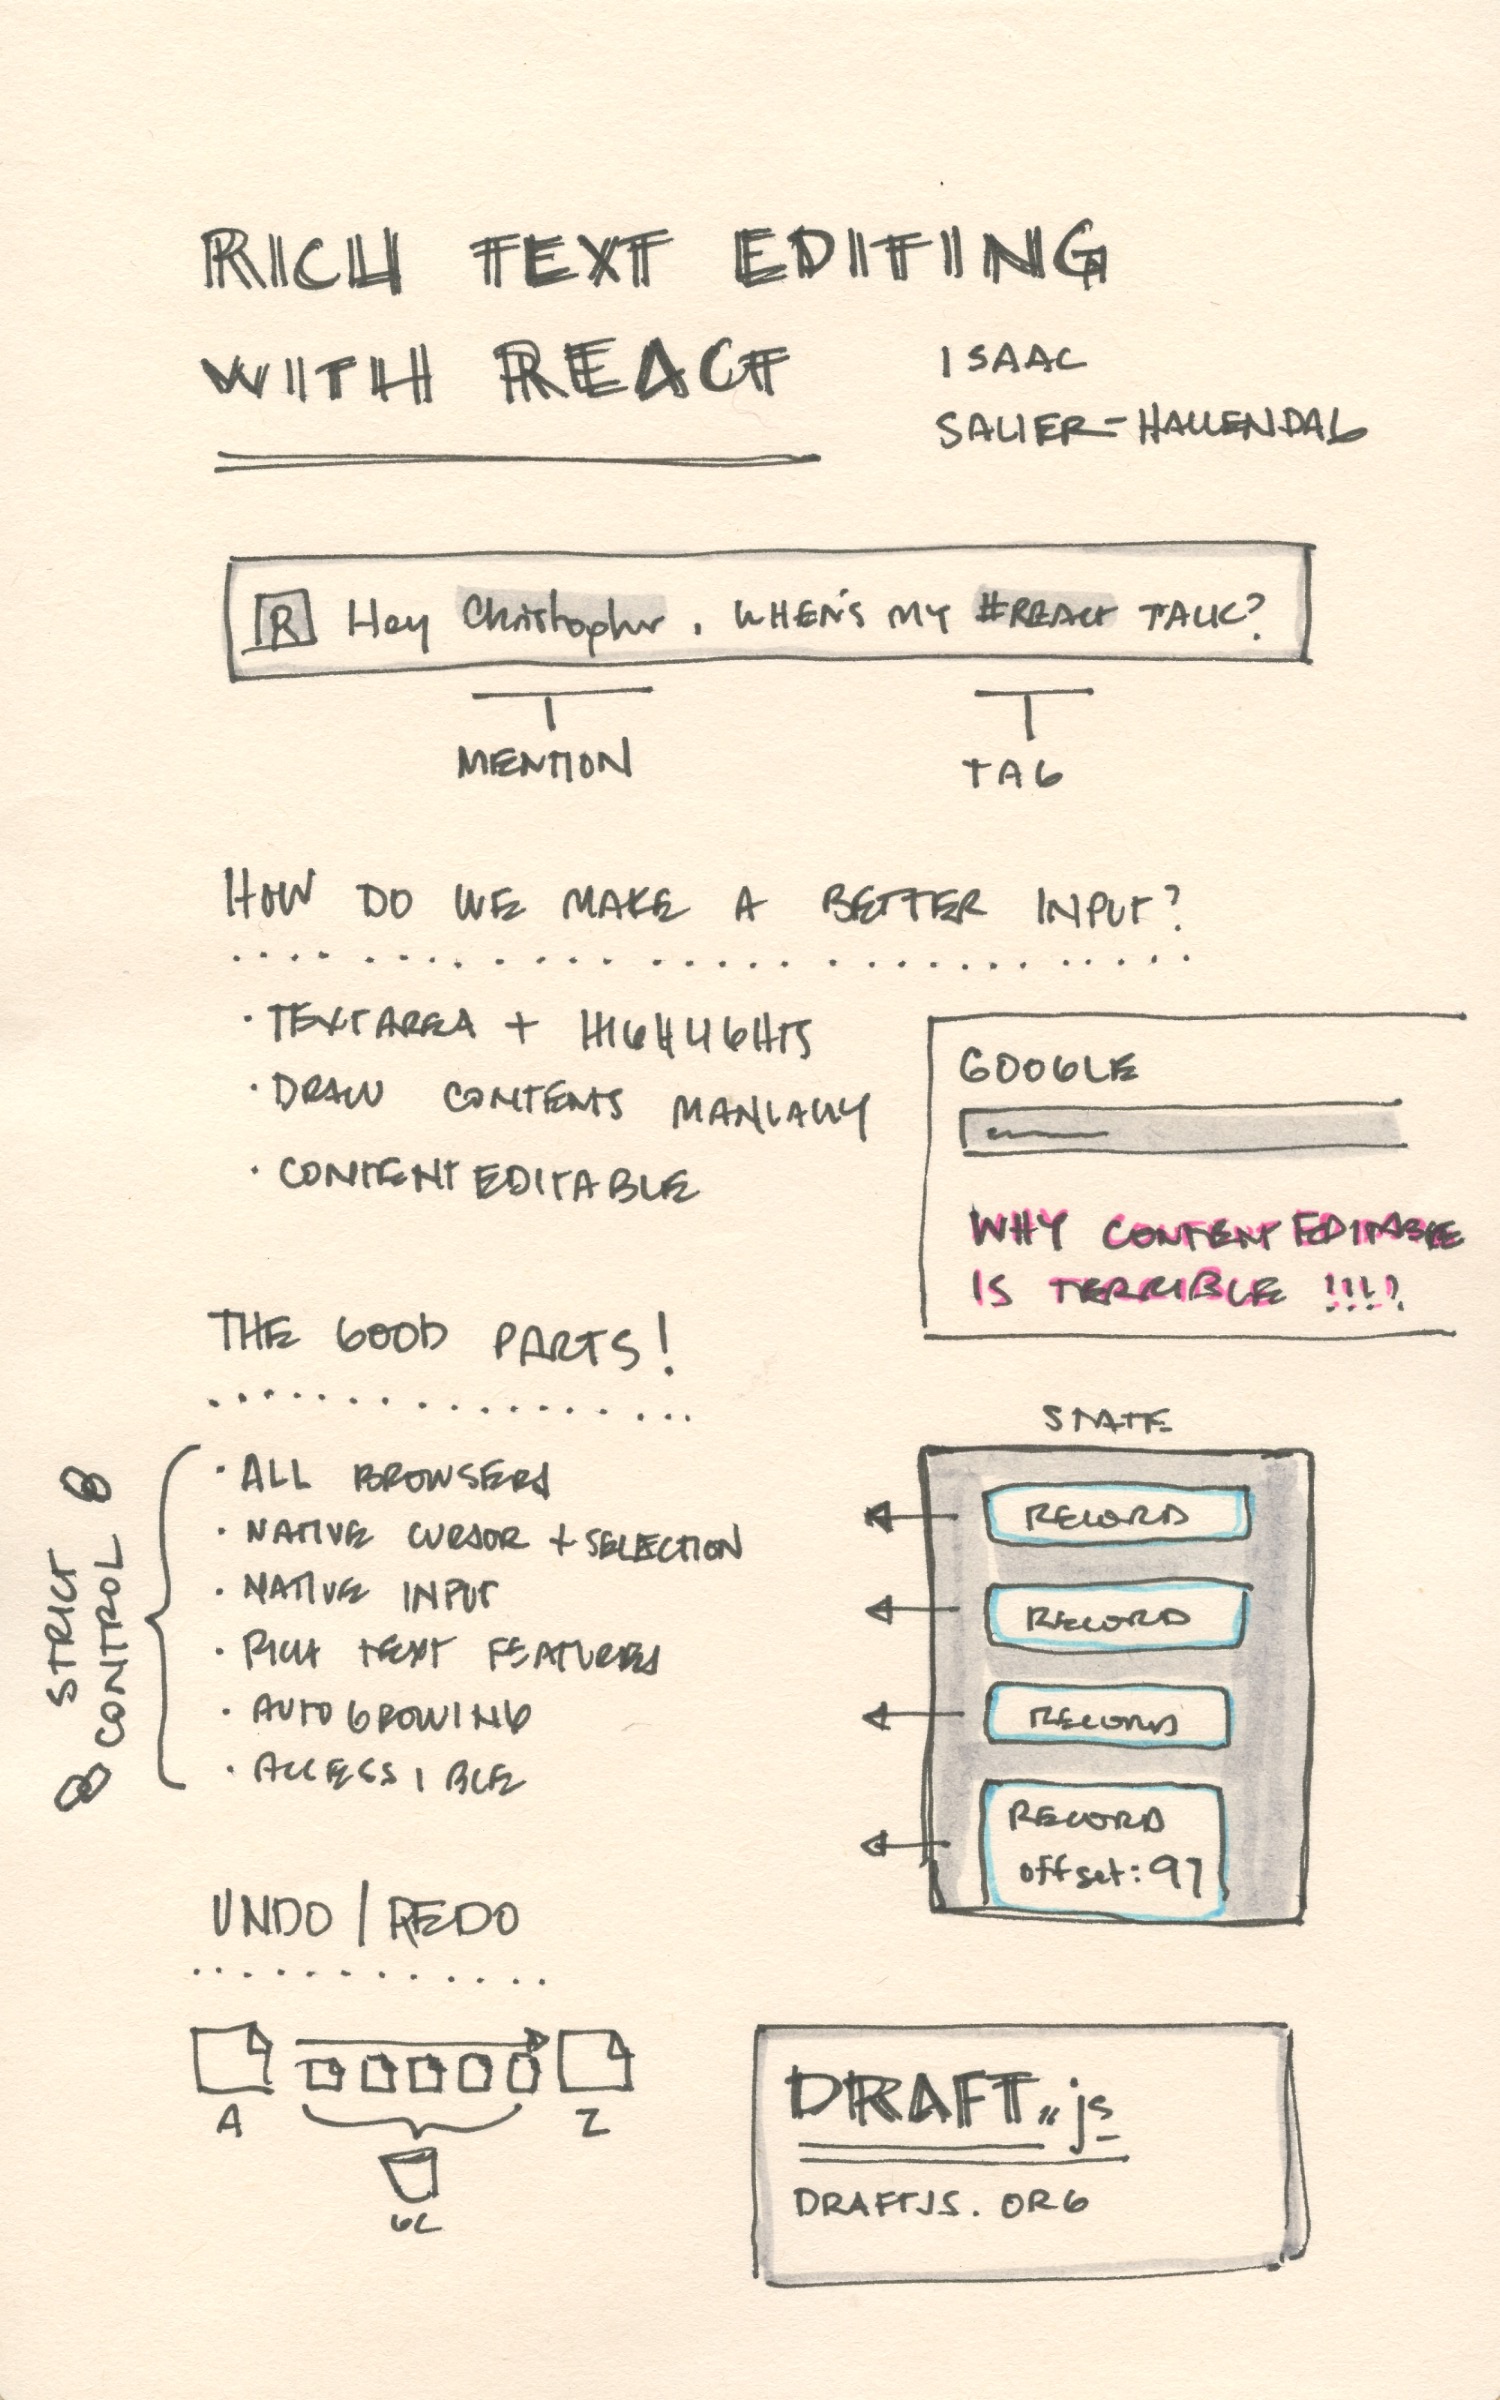 RICH TEXT EDITING
WITH REACT
ISAAC
SALIER-HALLENDAG
R Hey Christopher, WHEN'S MY #REACT TALK?
MENTION
TAG
HOW DO WE MAKE A BETTER INPUT?
· TEXTAREA + HIGHLIGHTS
· DRAW CONTENTS MANUALLY
· CONTENTEDITABLE
GOOGLE
WHY CONTENTEDITABLE
IS TERRIBLE !!!!?
THE GOOD PARTS!
STRICT
CONTROL
· ALL BROWSERS
· NATIVE CURSOR + SELECTION
· NATIVE INPUT
· RICH TEXT FEATURES
· AUTOGROWING
· ACCESSIBLE
STATE
RECORD
RECORD
RECORD
RECORD
offset: 97
UNDO / REDO
A
Z
GC
DRAFT.js
DRAFTJS.ORG